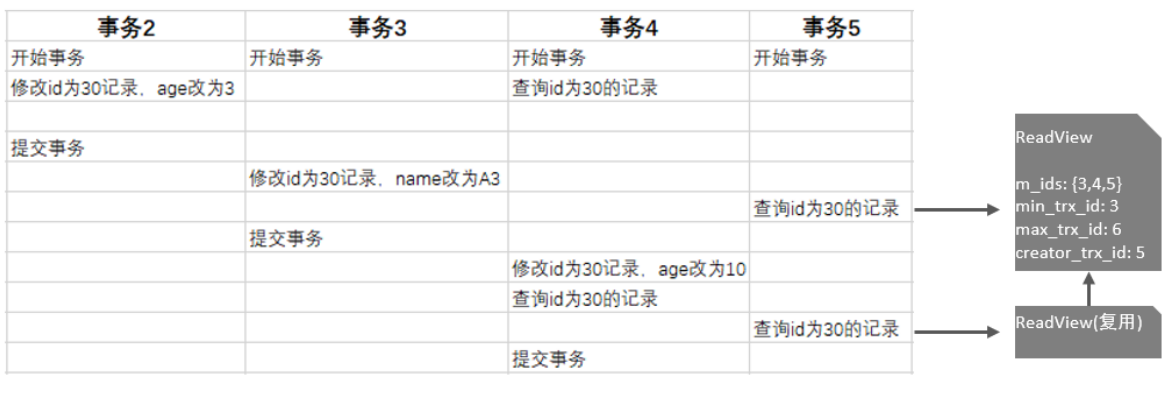 事务2 事务3 事务4 事务5
开始事务 开始事务 开始事务 开始事务
修改id为30记录，age改为3 查询id为30的记录
提交事务
修改id为30记录，name改为A3
查询id为30的记录
提交事务
修改id为30记录，age改为10
查询id为30的记录
查询id为30的记录
提交事务
ReadView
m_ids: {3,4,5}
min_trx_id: 3
max_trx_id: 6
creator_trx_id: 5
ReadView(复用)